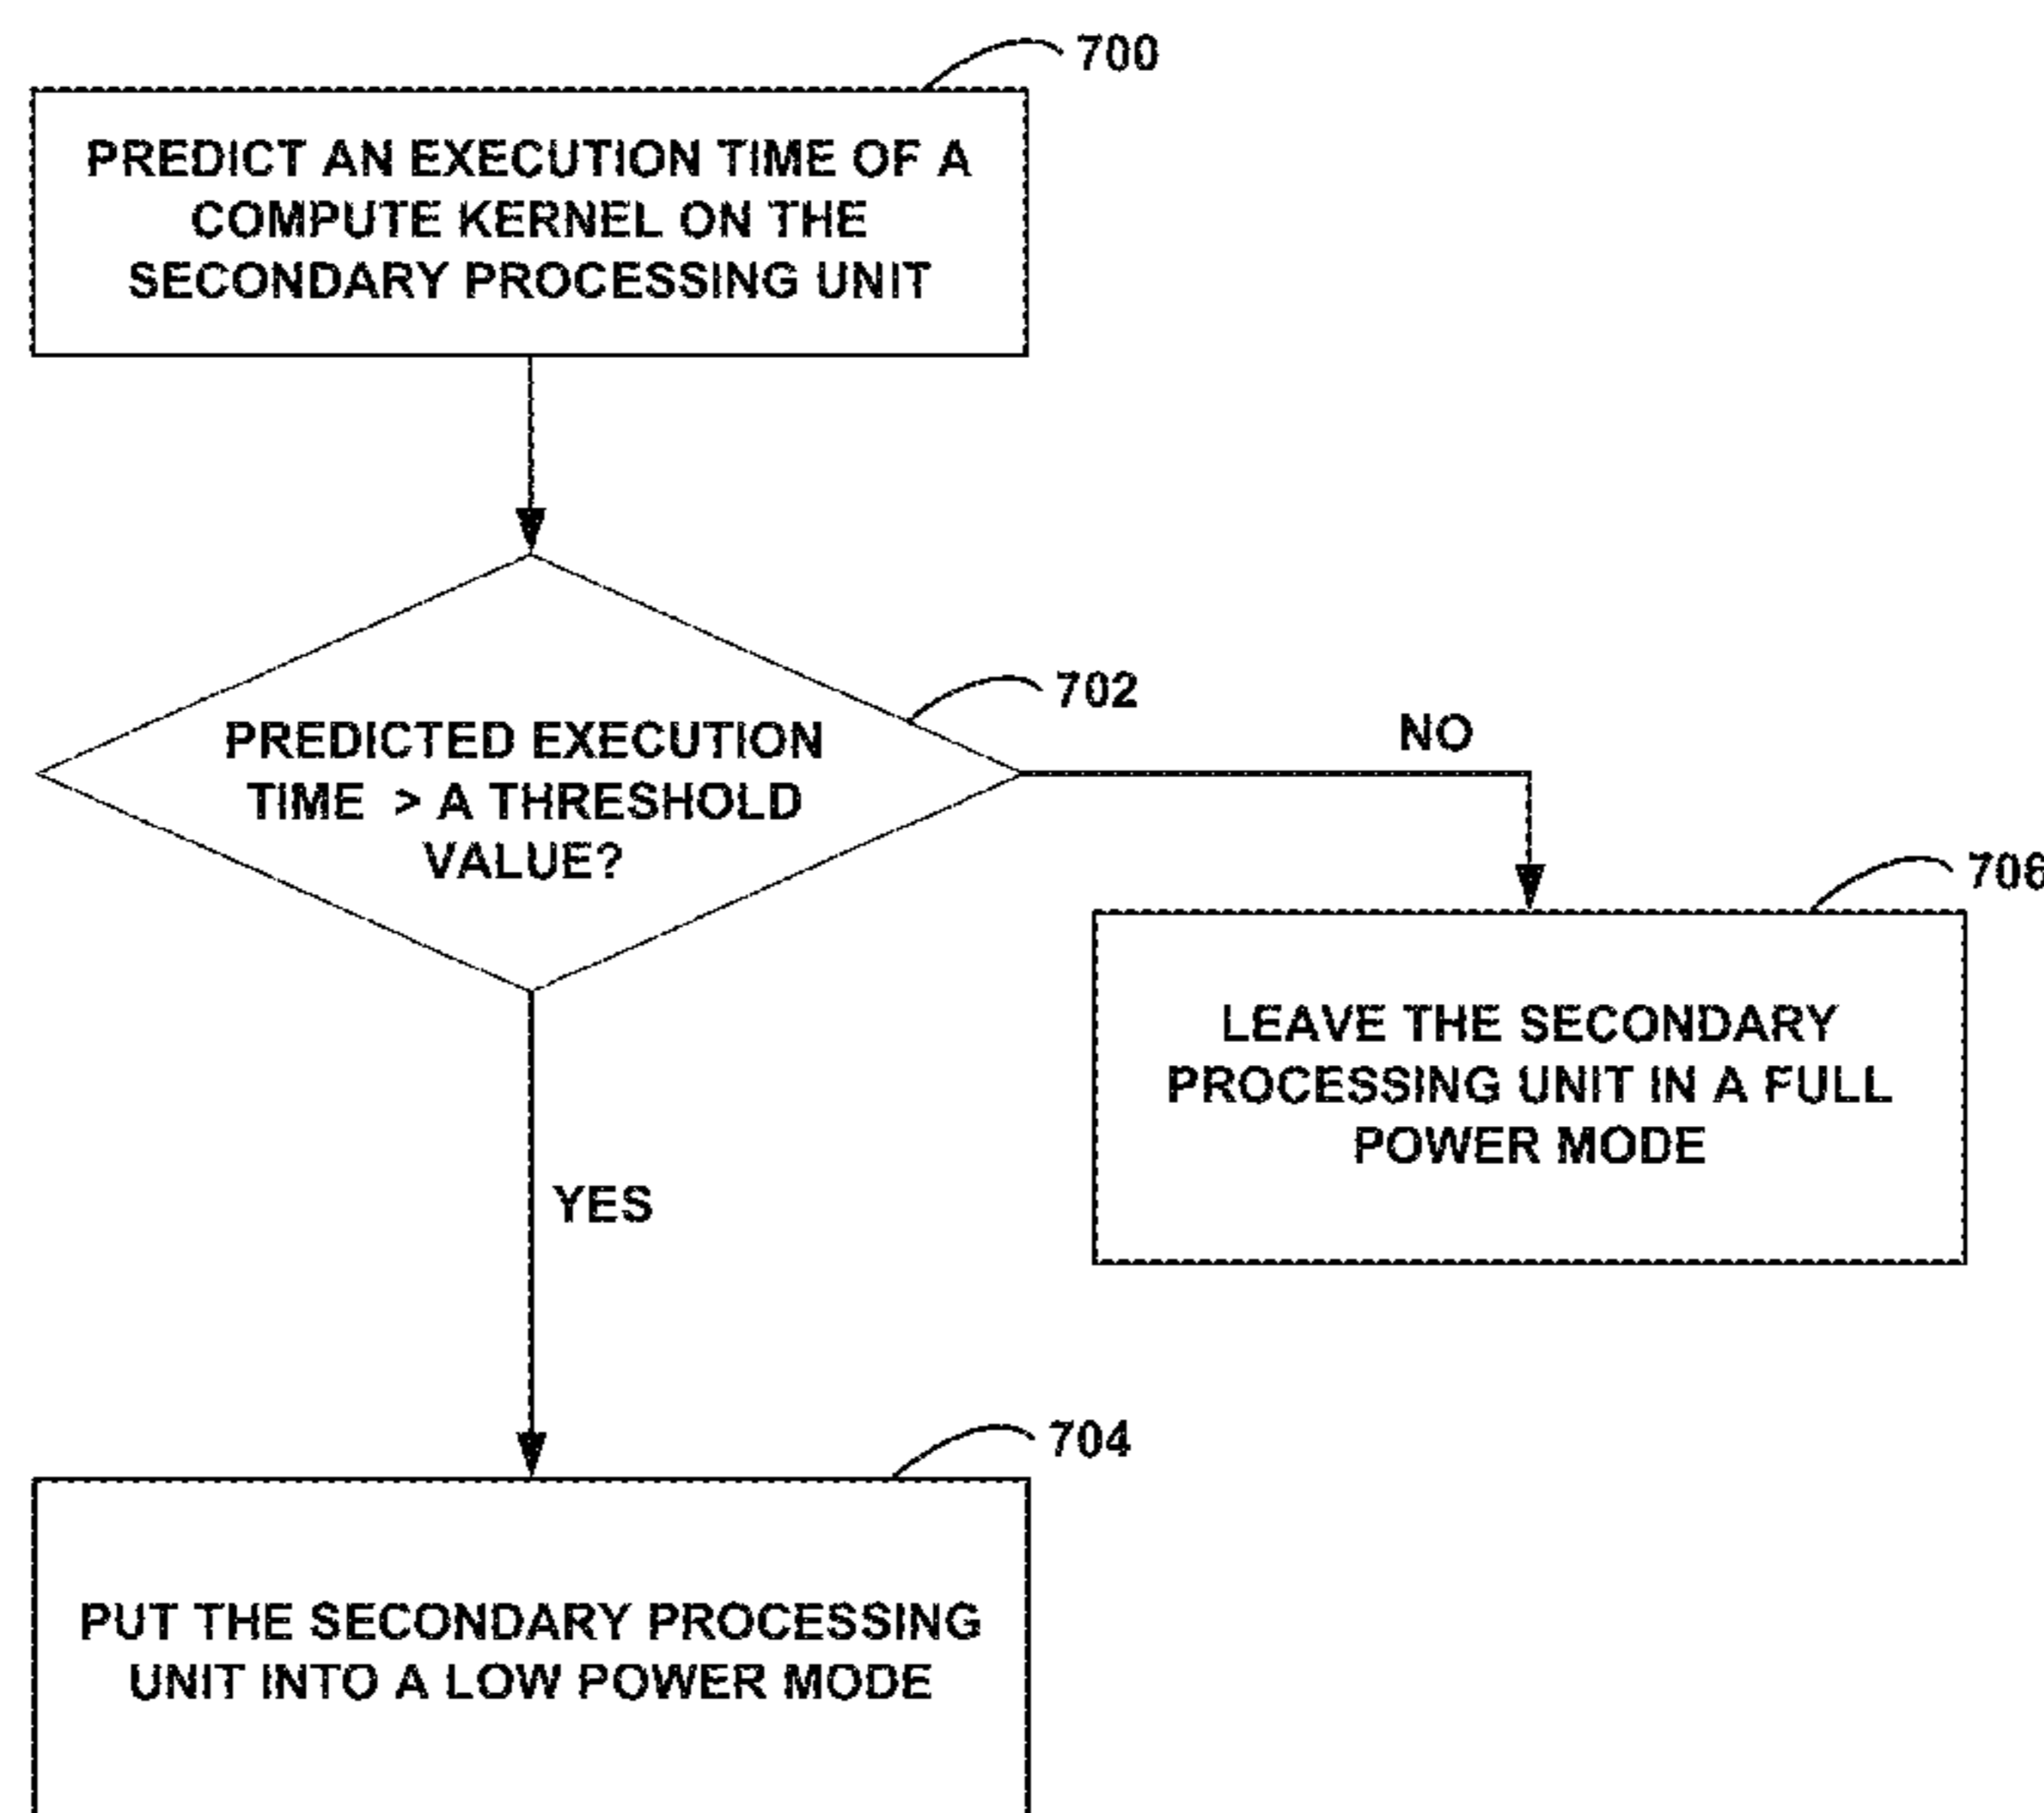 700
PREDICT AN EXECUTION TIME OF A
COMPUTE KERNEL ON THE
SECONDARY PROCESSING UNIT
702
PREDICTED EXECUTION
TIME > A THRESHOLD
VALUE?
NO
706
LEAVE THE SECONDARY
PROCESSING UNIT IN A FULL
POWER MODE
YES
704
PUT THE SECONDARY PROCESSING
UNIT INTO A LOW POWER MODE